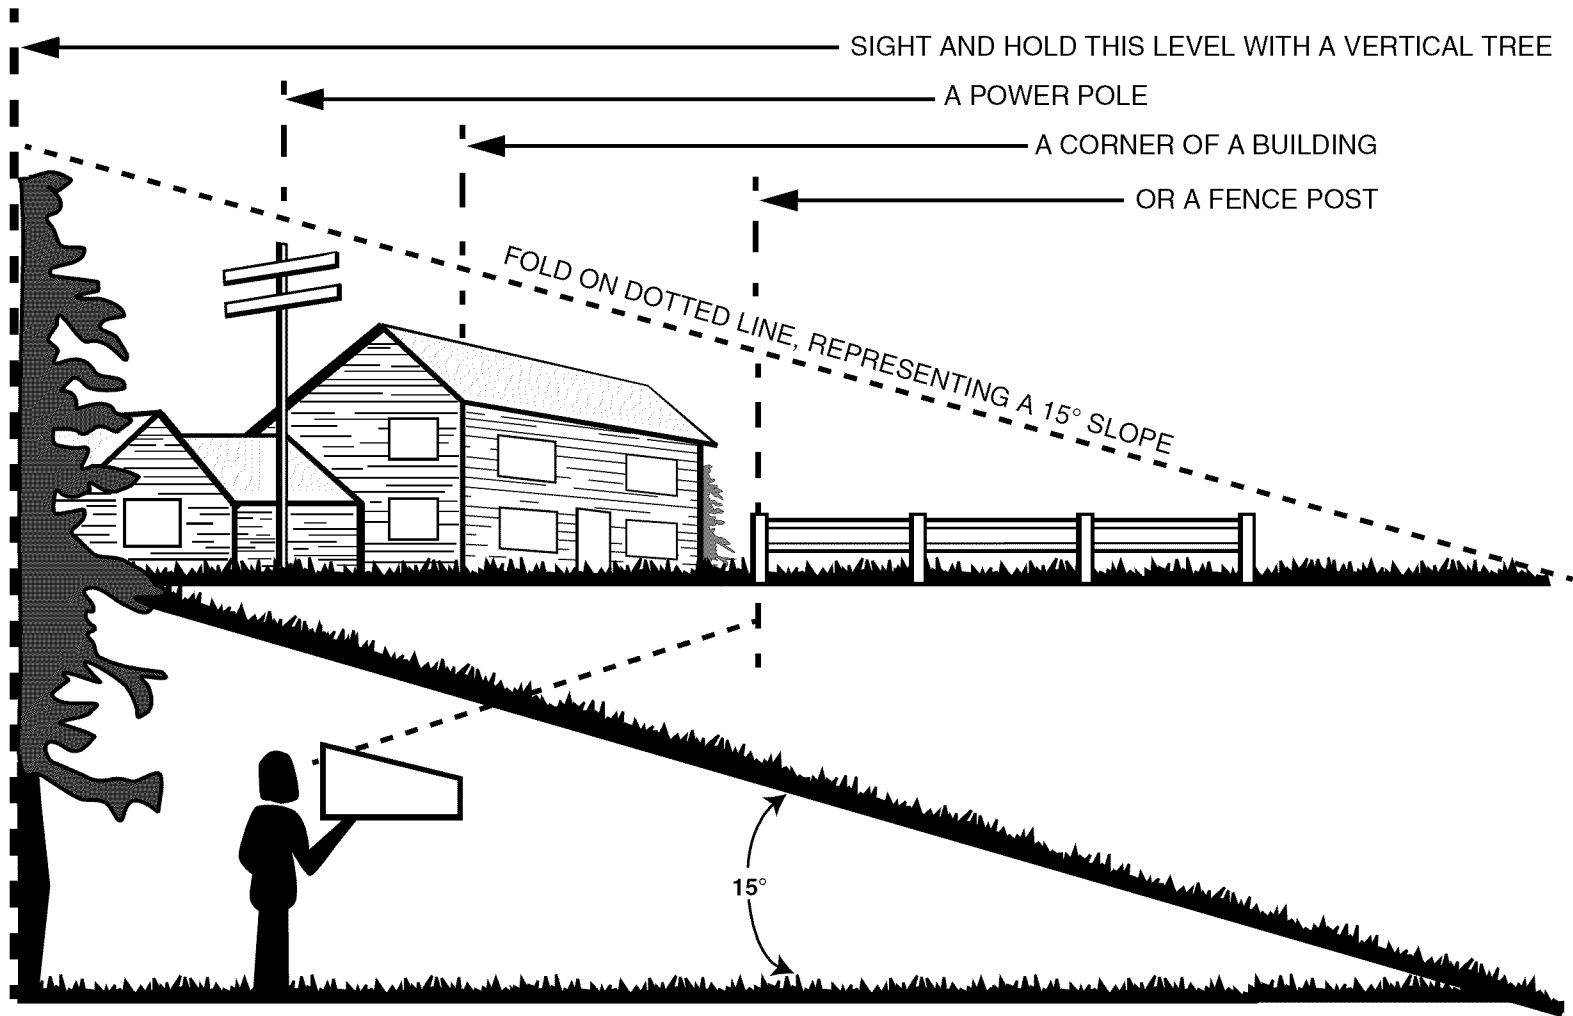 SIGHT AND HOLD THIS LEVEL WITH A VERTICAL TREE
A POWER POLE
A CORNER OF A BUILDING
OR A FENCE POST
FOLD ON DOTTED LINE, REPRESENTING A 15° SLOPE
15°